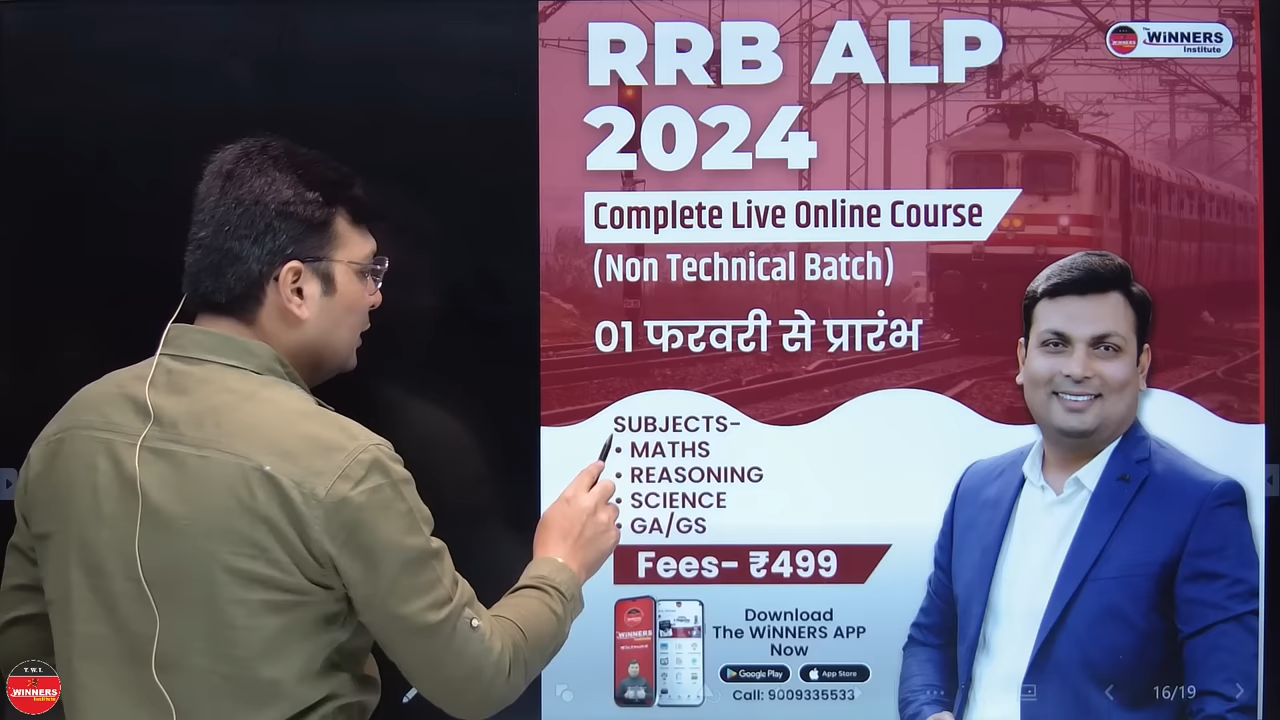 RRB ALP
2024
The WiNNERS
Institute
Complete Live Online Course
(Non Technical Batch)
01 फरवरी से प्रारंभ
SUBJECTS-
• MATHS
• REASONING
• SCIENCE
• GA/GS
Fees- ₹499
Download
The WiNNERS APP
Now
Google Play
App Store
Call: 9009335533
16/19
T.W.I.
WiNNERS
Institute